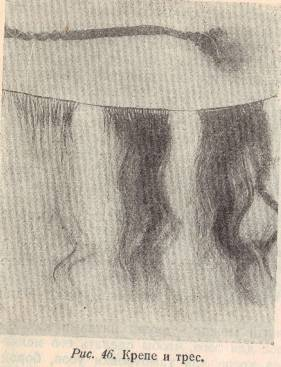 Рис. 46. Крепе и трес.